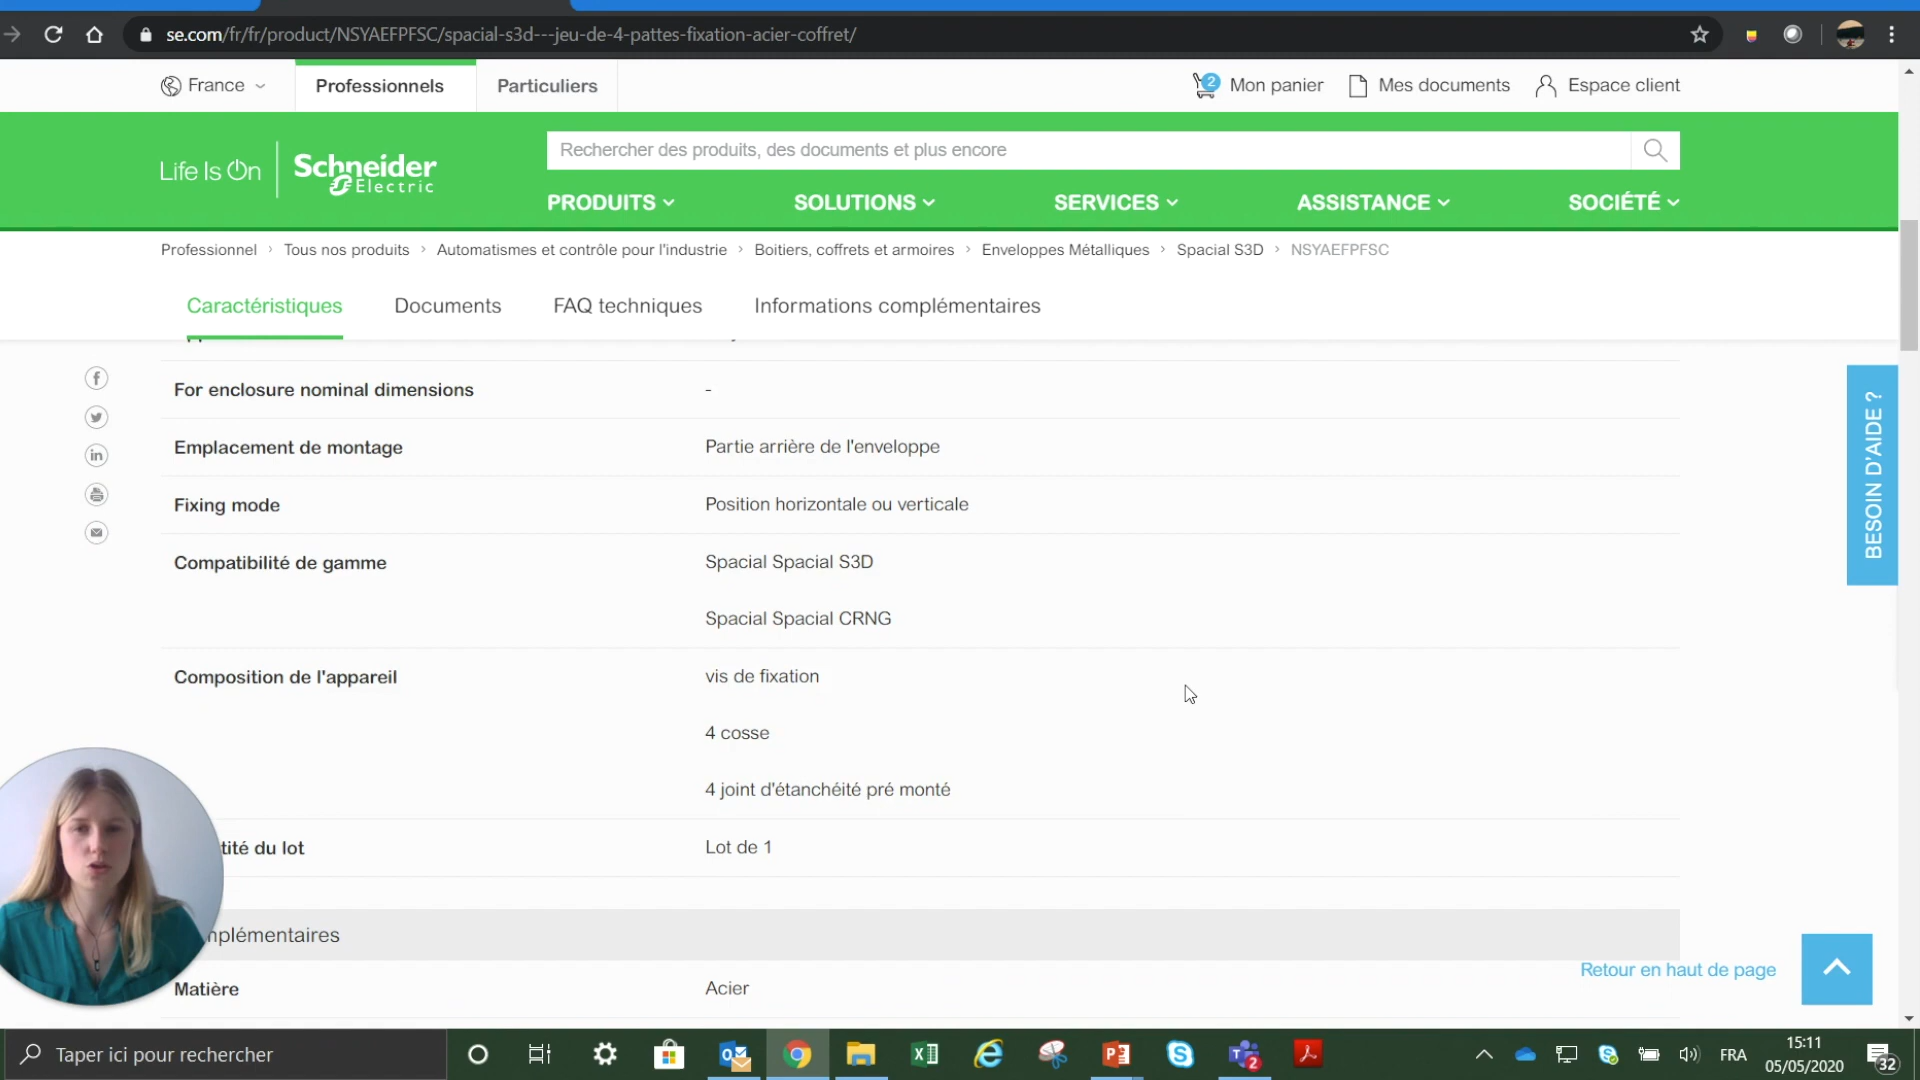 se.com/fr/fr/product/NSYAEFPFSC/spacial-s3d---jeu-de-4-pattes-fixation-acier-coffret/
France
Professionnels
Particuliers
2
Mon panier
Mes documents
Espace client
Life Is On
Schneider
Electric
Rechercher des produits, des documents et plus encore
PRODUITS
SOLUTIONS
SERVICES
ASSISTANCE
SOCIÉTÉ
Professionnel
Tous nos produits
Automatismes et contrôle pour l'industrie
Boitiers, coffrets et armoires
Enveloppes Métalliques
Spacial S3D
NSYAEFPFSC
Caractéristiques
Documents
FAQ techniques
Informations complémentaires
For enclosure nominal dimensions
-
Emplacement de montage
Partie arrière de l'enveloppe
Fixing mode
Position horizontale ou verticale
Compatibilité de gamme
Spacial Spacial S3D
Spacial Spacial CRNG
Composition de l'appareil
vis de fixation
4 cosse
4 joint d'étanchéité pré monté
tité du lot
Lot de 1
mplémentaires
Matière
Acier
BESOIN D'AIDE ?
Retour en haut de page
Taper ici pour rechercher
2
FRA
15:11
05/05/2020
32